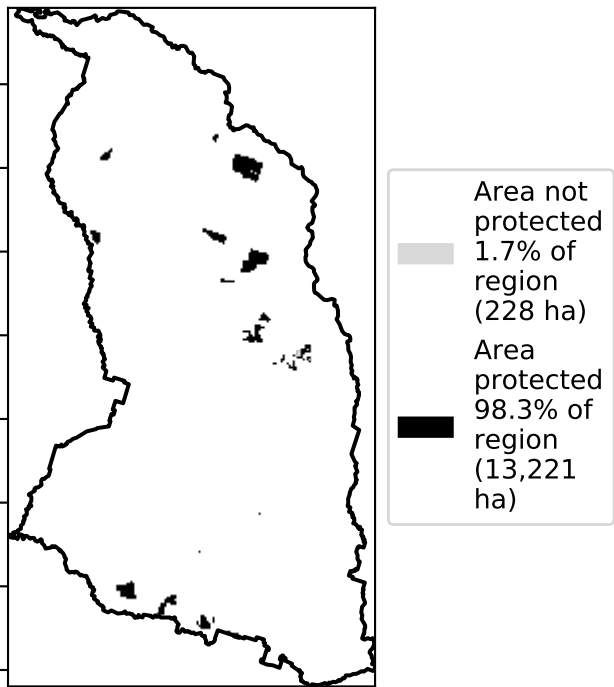 Area not
protected
1.7% of
region
(228 ha)
Area
protected
98.3% of
region
(13,221
ha)